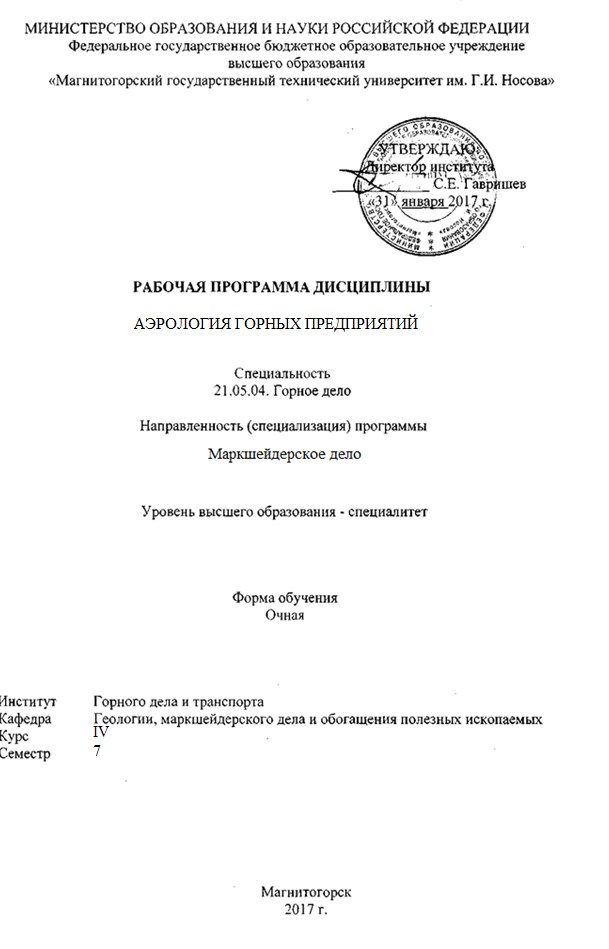 МИНИСТЕРСТВО ОБРАЗОВАНИЯ И НАУКИ РОССИЙСКОЙ ФЕДЕРАЦИИ
Федеральное государственное бюджетное образовательное учреждение
высшего образования
«Магнитогорский государственный технический университет им. Г.И. Носова»
УТВЕРЖДАЮ
Директор института
С.Е. Гавришев
«31» января 2017 г.
РАБОЧАЯ ПРОГРАММА ДИСЦИПЛИНЫ
АЭРОЛОГИЯ ГОРНЫХ ПРЕДПРИЯТИЙ
Специальность
21.05.04. Горное дело
Направленность (специализация) программы
Маркшейдерское дело
Уровень высшего образования - специалитет
Форма обучения
Очная
Институт Горного дела и транспорта
Кафедра Геологии, маркшейдерского дела и обогащения полезных ископаемых
Курс IV
Семестр 7
Магнитогорск
2017 г.